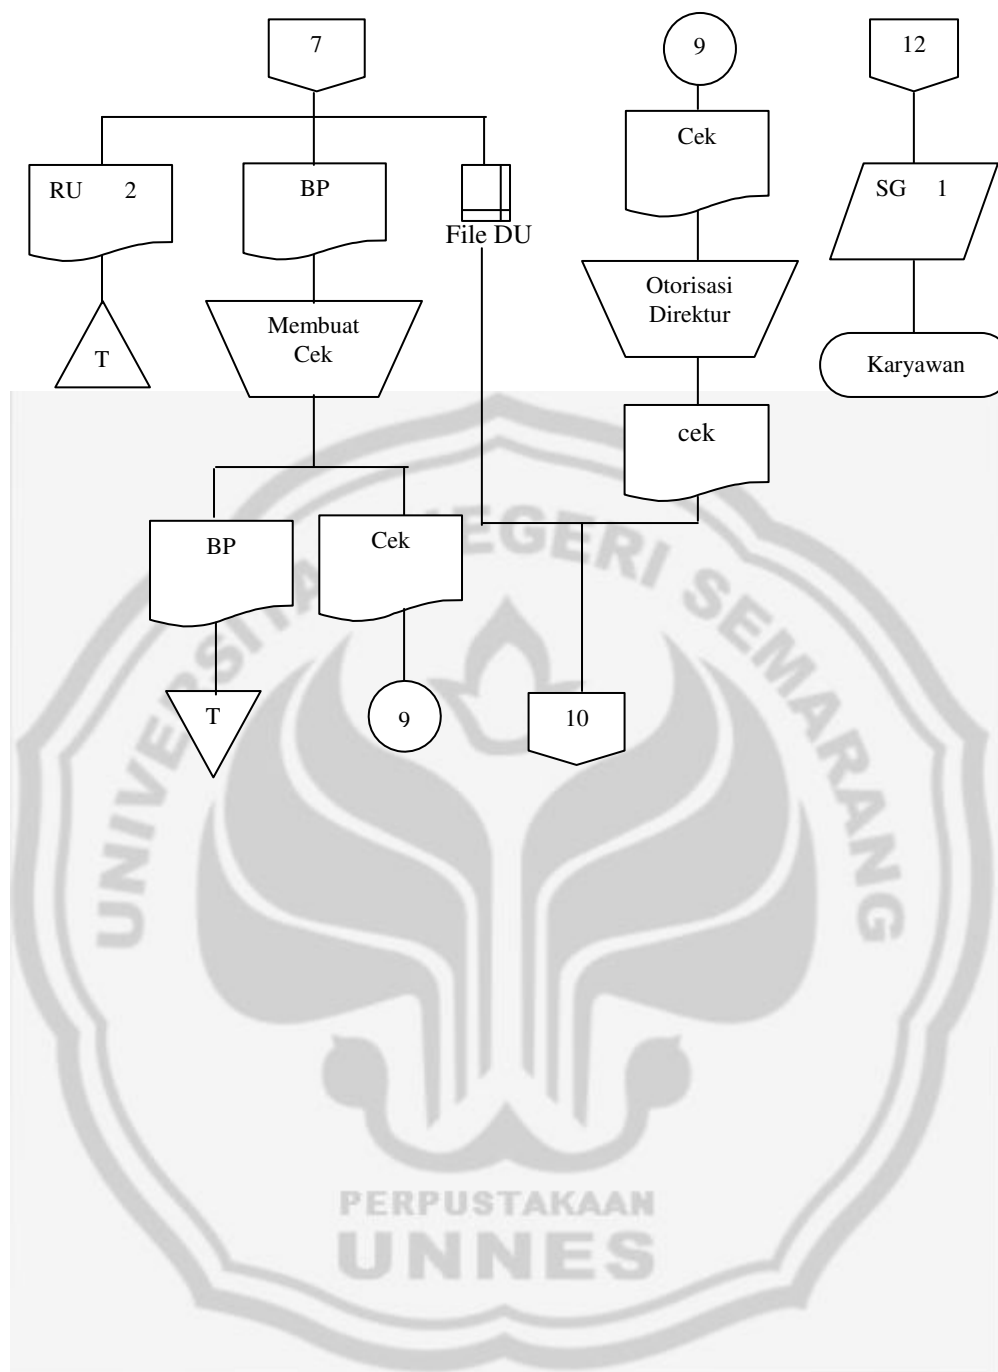 7
RU 2
T
BP
File DU
Membuat
Cek
BP
T
Cek
9
9
Cek
Otorisasi
Direktur
cek
10
12
SG 1
Karyawan
UNIVERSITAS NEGERI SEMARANG
PERPUSTAKAAN
UNNES